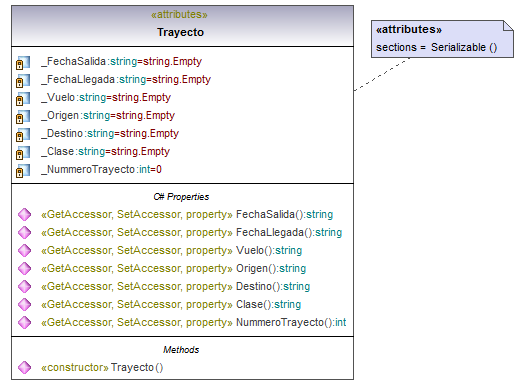 «attributes»
Trayecto
_FechaSalida:string=string.Empty
_FechaLlegada:string=string.Empty
_Vuelo:string=string.Empty
_Origen:string=string.Empty
_Destino:string=string.Empty
_Clase:string=string.Empty
_NummeroTrayecto:int=0
C# Properties
«GetAccessor, SetAccessor, property» FechaSalida():string
«GetAccessor, SetAccessor, property» FechaLlegada():string
«GetAccessor, SetAccessor, property» Vuelo():string
«GetAccessor, SetAccessor, property» Origen():string
«GetAccessor, SetAccessor, property» Destino():string
«GetAccessor, SetAccessor, property» Clase():string
«GetAccessor, SetAccessor, property» NummeroTrayecto():int
Methods
«constructor» Trayecto()
«attributes»
sections = Serializable ()